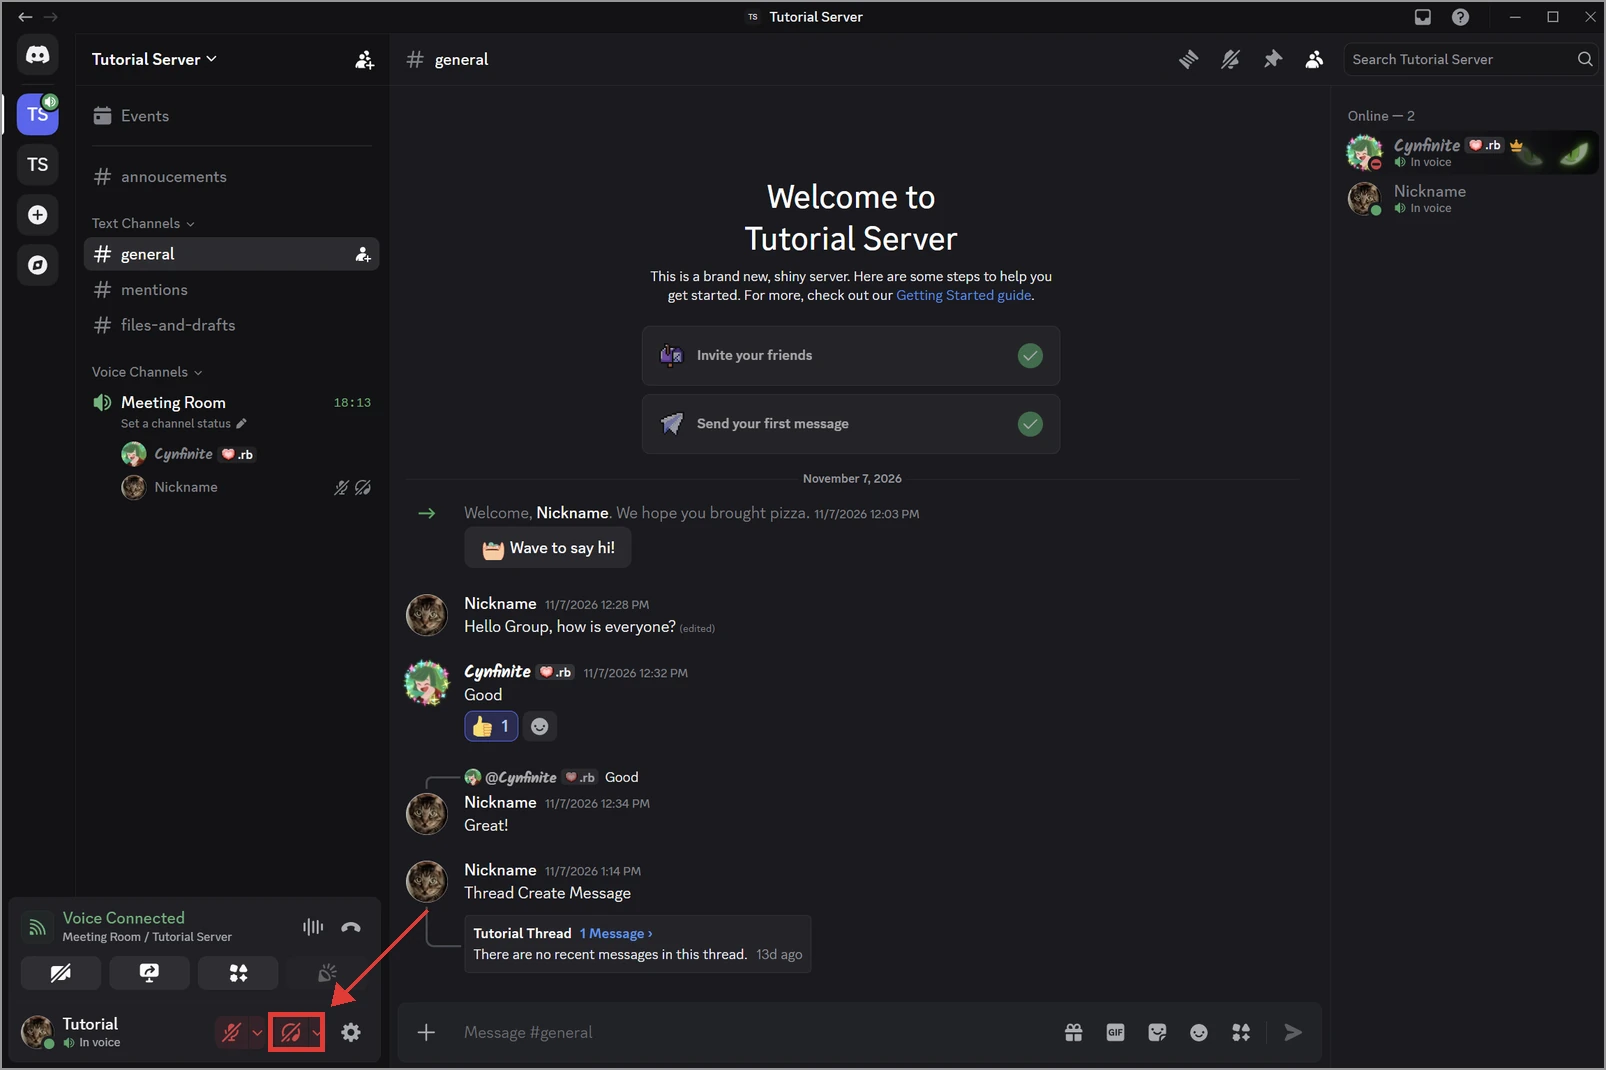 TS Tutorial Server
Tutorial Server
general
Search Tutorial Server
TS
TS
Events
annoucements
Text Channels
general
mentions
files-and-drafts
Voice Channels
Meeting Room 18:13
Set a channel status
Cynfinite .rb
Nickname
Voice Connected
Meeting Room / Tutorial Server
Tutorial
In voice
Welcome to
Tutorial Server
This is a brand new, shiny server. Here are some steps to help you
get started. For more, check out our Getting Started guide.
Invite your friends
Send your first message
November 7, 2026
Welcome, Nickname. We hope you brought pizza. 11/7/2026 12:03 PM
Wave to say hi!
Nickname 11/7/2026 12:28 PM
Hello Group, how is everyone? (edited)
Cynfinite .rb 11/7/2026 12:32 PM
Good
1
@Cynfinite .rb Good
Nickname 11/7/2026 12:34 PM
Great!
Nickname 11/7/2026 1:14 PM
Thread Create Message
Tutorial Thread 1 Message ›
There are no recent messages in this thread. 13d ago
Message #general
GIF
Online — 2
Cynfinite .rb
In voice
Nickname
In voice